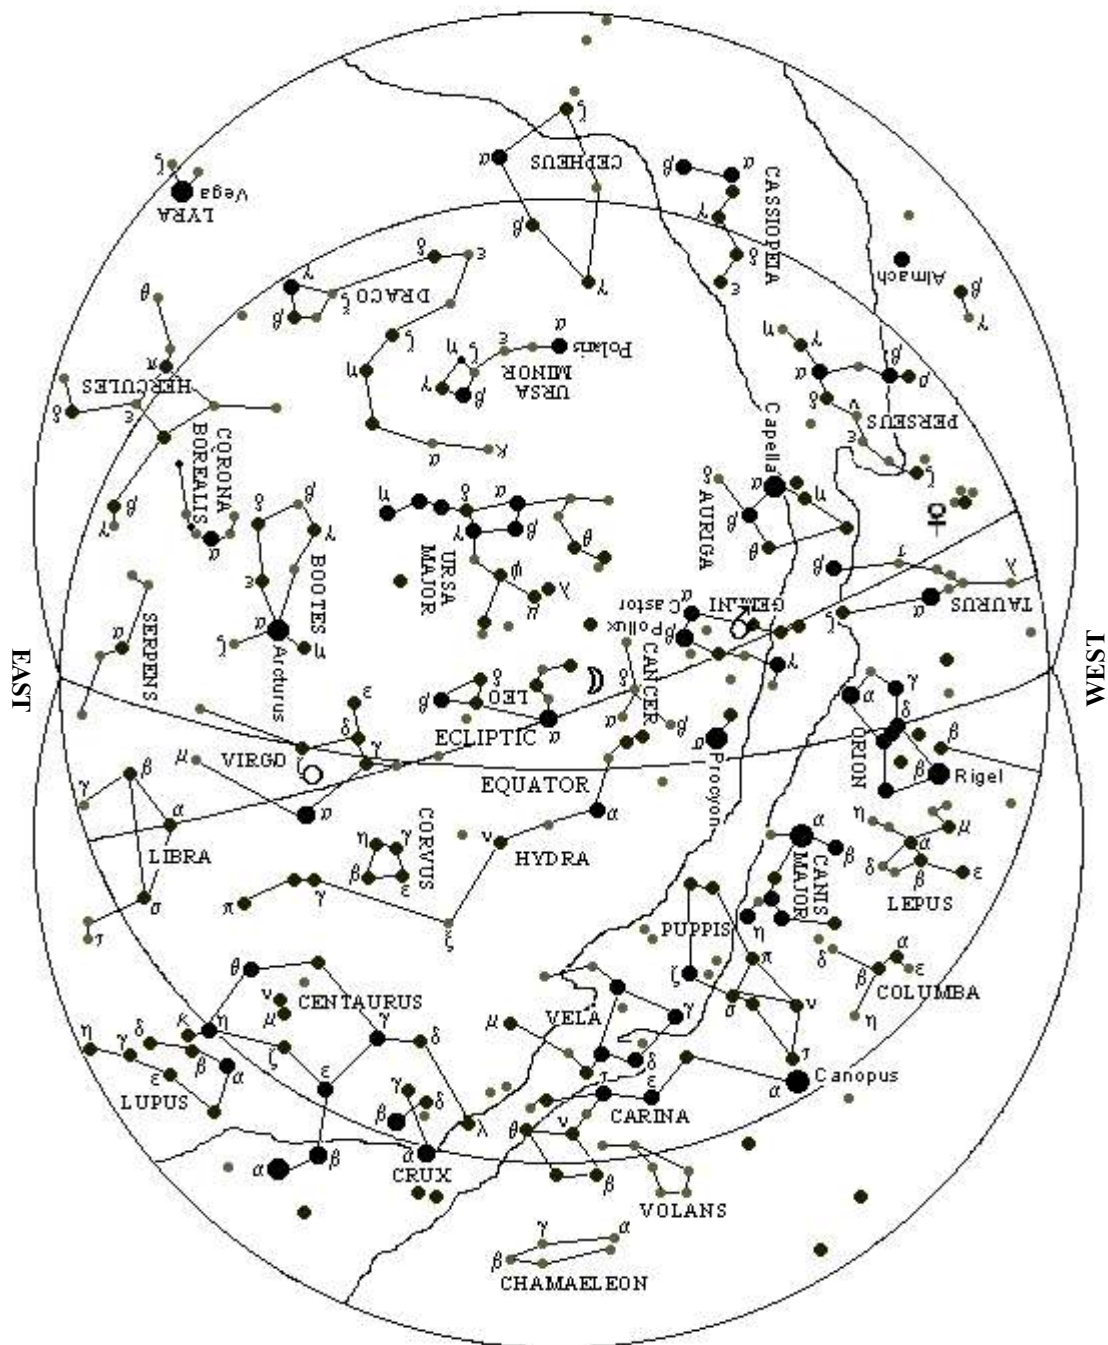 ζ
α
CEPHEUS
β
γ
β
α
CASSIOPEIA
γ
δ
ε
ζ
Vega
LYRA
Almach
β
γ
θ
π
HERCULES
δ
ε
β
γ
γ
β
ξ
DRACO
δ
ε
ζ
η
α
κ
α
Polaris
ε
ζ
η
γ
β
URSA
MINOR
η
γ
α
β
ρ
δ
ν
PERSEUS
ε
ζ
CORONA
BOREALIS
α
δ
β
γ
BOOTES
ε
α
ζ
η
Arcturus
η
δ
α
γ
β
URSA
MAJOR
θ
φ
λ
μ
Capella
α
δ
AURIGA
β
η
θ
♀
β
τ
λ
α
TAURUS
ζ
α
Castor
β
Pollux
GEMINI
♂
γ
SERPENS
α
EAST
WEST
β
δ
LEO
α
☽
CANCER
δ
α
β
ECLIPTIC
EQUATOR
α
Procyon
ε
δ
γ
VIRGO
α
μ
γ
β
α
LIBRA
σ
τ
α
γ
δ
ORION
β
Rigel
β
η
γ
CORVUS
β
ε
ν
HYDRA
α
π
γ
ξ
α
β
CANIS
MAJOR
η
η
μ
α
δ
β
ε
LEPUS
PUPPIS
π
ζ
σ
ν
τ
δ
α
β
ε
COLUMBA
η
θ
ν
CENTAURUS
μ
κ
η
γ
δ
ζ
ε
λ
η
γ
δ
β
α
ε
LUPUS
α
β
μ
VELA
γ
δ
τ
ε
CARINA
α
Canopus
γ
δ
β
α
CRUX
θ
ν
β
VOLANS
γ
α
β
CHAMAELEON